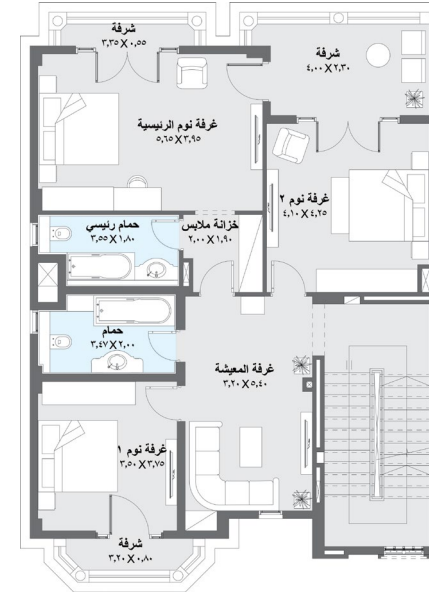 شرفة
٣,٣٥ X ٠,٥٥
شرفة
٤,٠٠ X ٢,٣٠
غرفة نوم الرئيسية
٥,٦٥ X ٣,٩٥
غرفة نوم ٢
٤,١٠ X ٤,٢٥
حمام رئيسي
٣,٥٥ X ١,٨٠
خزانة ملابس
٢,٠٠ X ١,٩٠
حمام
٣,٤٧ X ٢,٠٠
غرفة المعيشة
٣,٢٠ X ٥,٤٠
غرفة نوم ١
٣,٥٠ X ٣,٧٥
شرفة
٣,٢٠ X ٠,٨٠